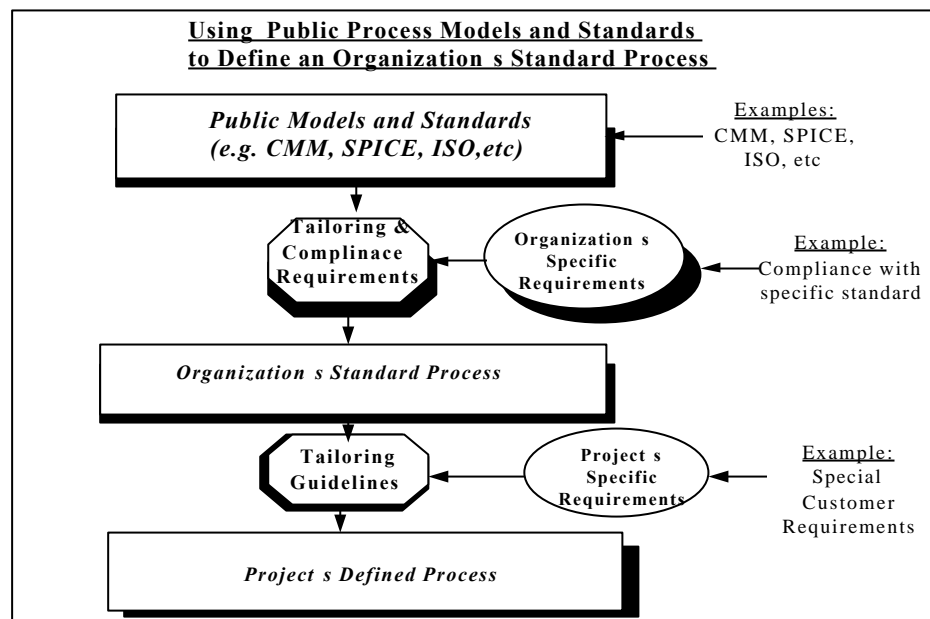 Using Public Process Models and Standards
to Define an Organization s Standard Process
Public Models and Standards
(e.g. CMM, SPICE, ISO,etc)
Examples:
CMM, SPICE,
ISO, etc
Tailoring &
Complinace
Requirements
Organization s
Specific
Requirements
Example:
Compliance with
specific standard
Organization s Standard Process
Tailoring
Guidelines
Project s
Specific
Requirements
Example:
Special
Customer
Requirements
Project s Defined Process